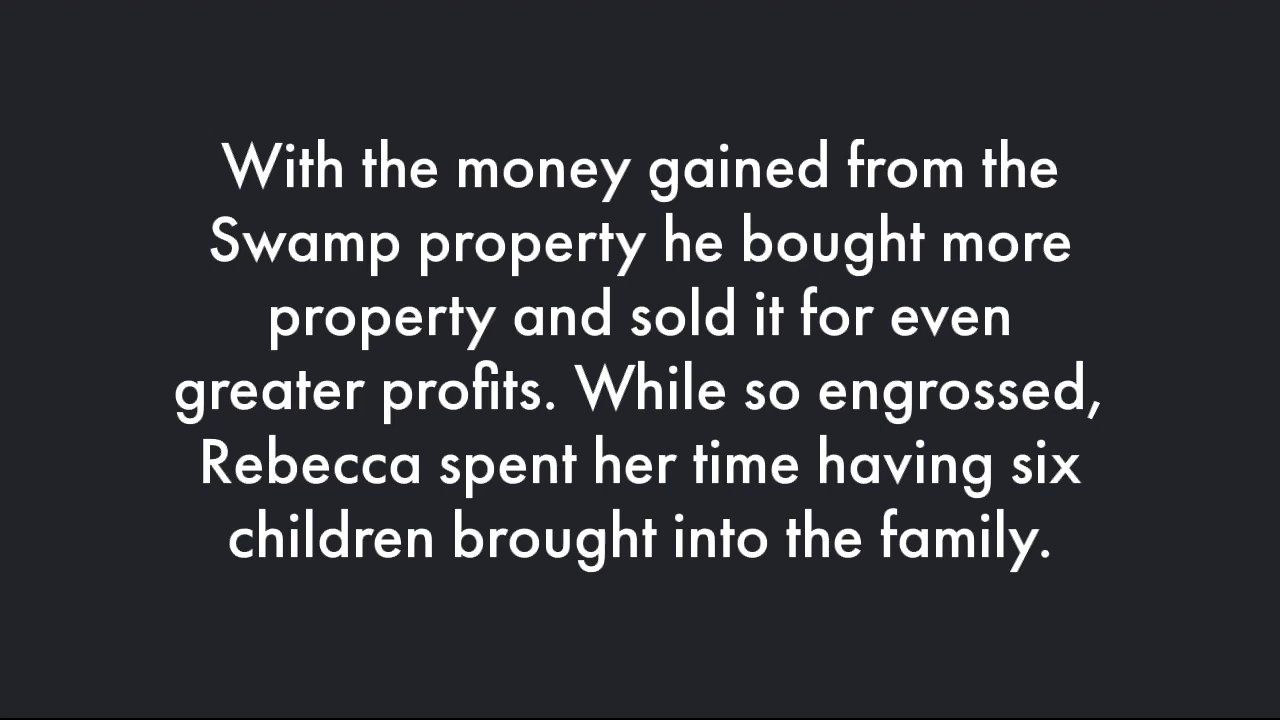 With the money gained from the
Swamp property he bought more
property and sold it for even
greater profits. While so engrossed,
Rebecca spent her time having six
children brought into the family.